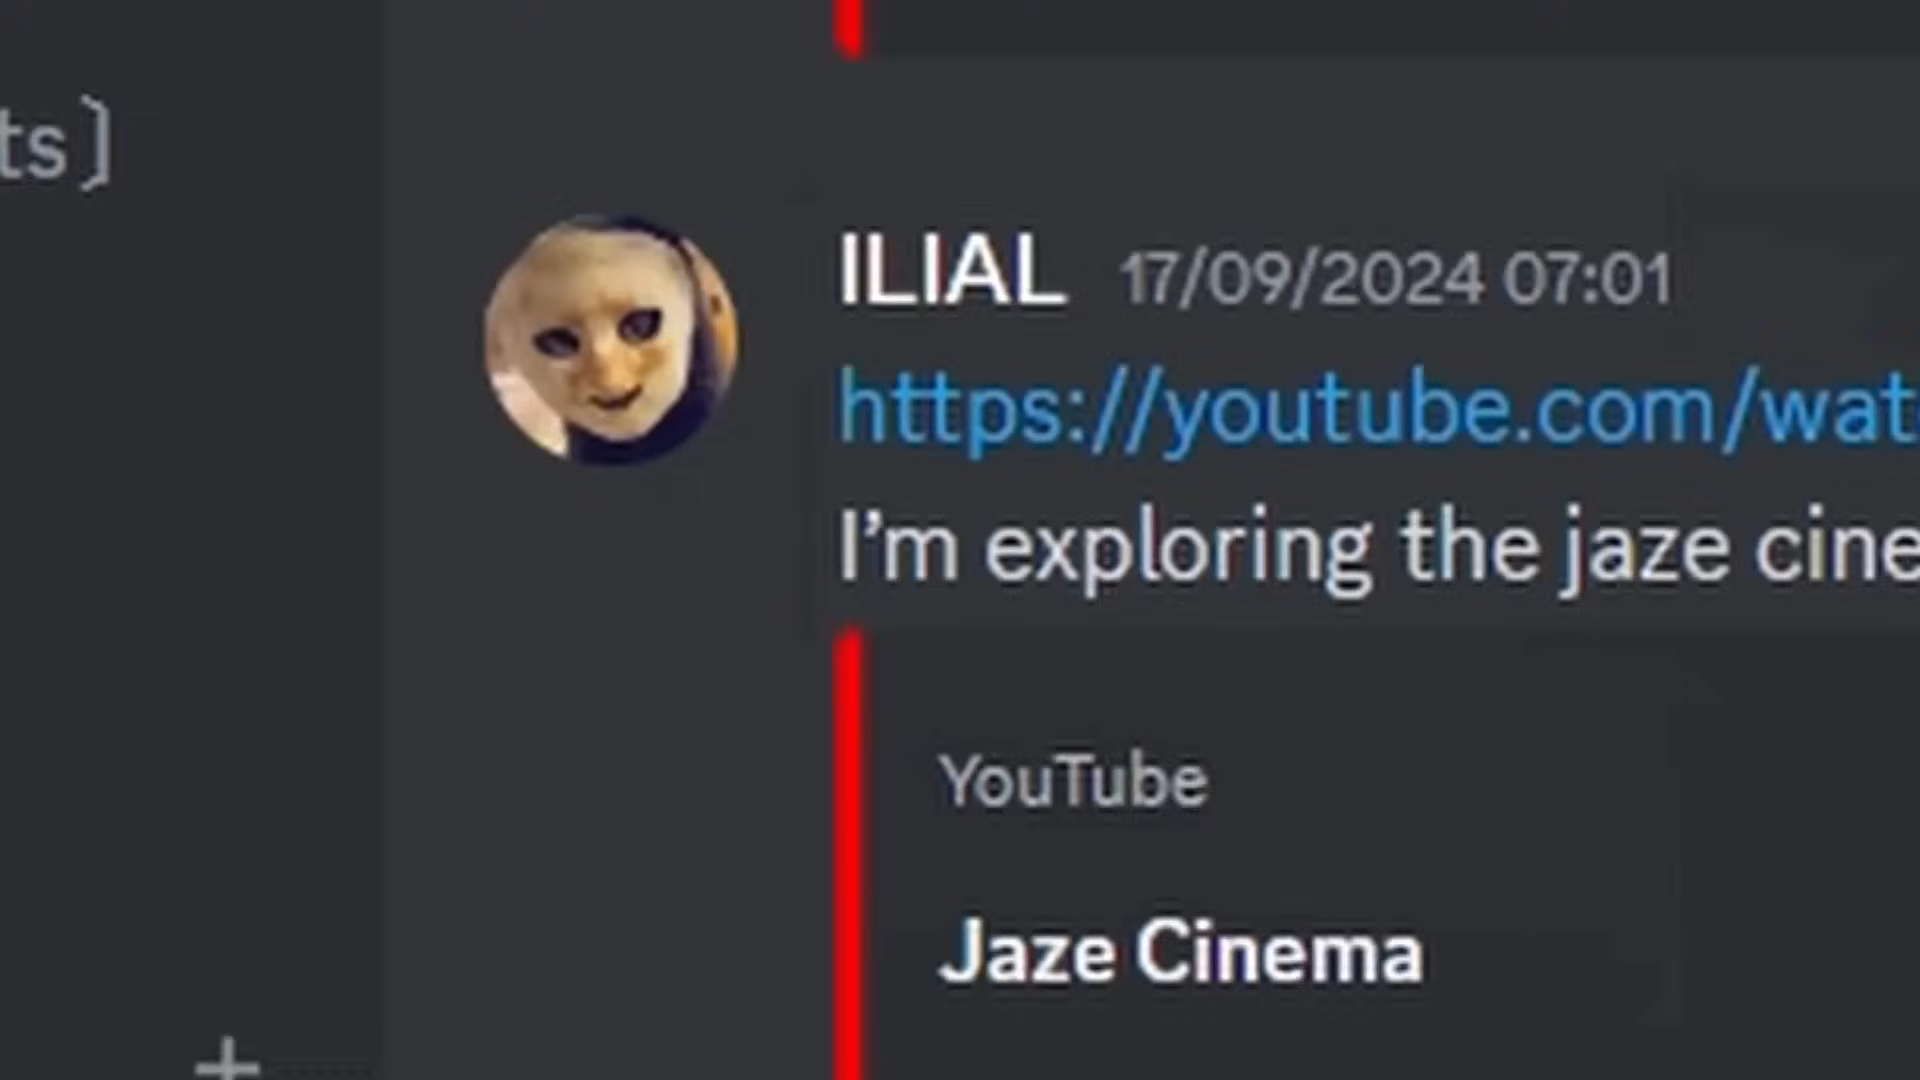 ts]
ILIAL 17/09/2024 07:01
https://youtube.com/wat
I’m exploring the jaze cine
YouTube
Jaze Cinema